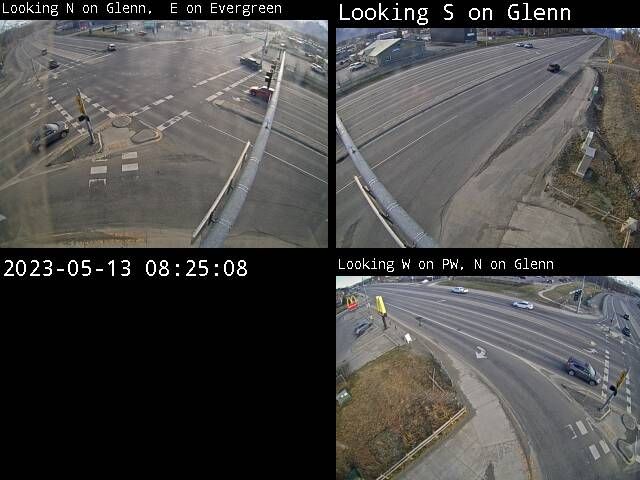 Looking N on Glenn, E on Evergreen
Looking S on Glenn
2023-05-13 08:25:08
Looking W on PW, N on Glenn